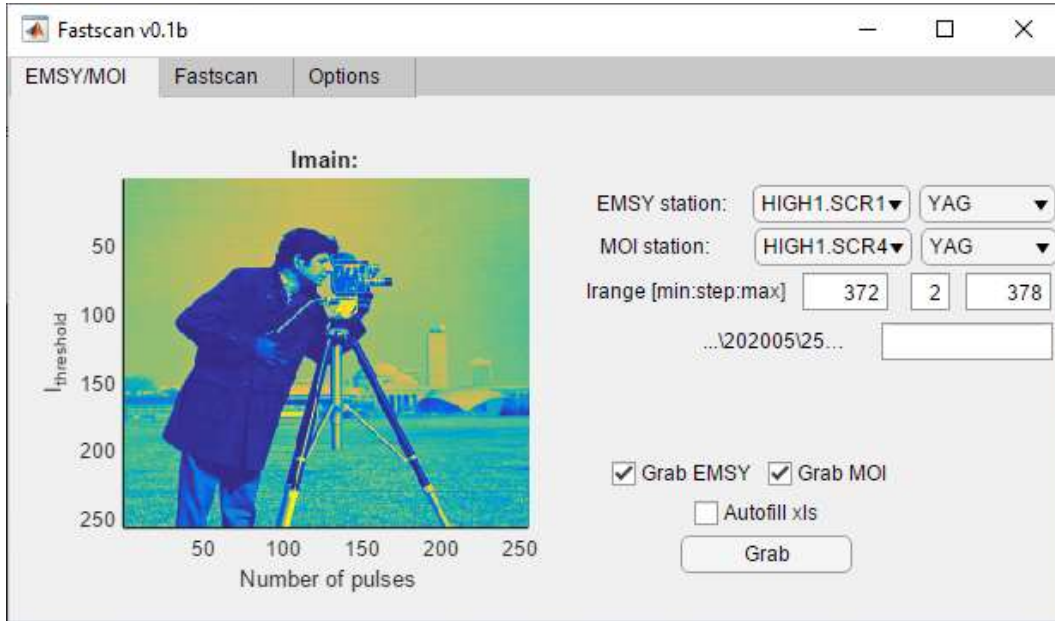 Fastscan v0.1b
EMSY/MOI Fastscan Options
Imain:
50
100
150
200
250
I_threshold
50 100 150 200 250
Number of pulses
EMSY station: HIGH1.SCR1 YAG
MOI station: HIGH1.SCR4 YAG
Irange [min:step:max] 372 2 378
...\202005\25...
Grab EMSY Grab MOI
Autofill xls
Grab